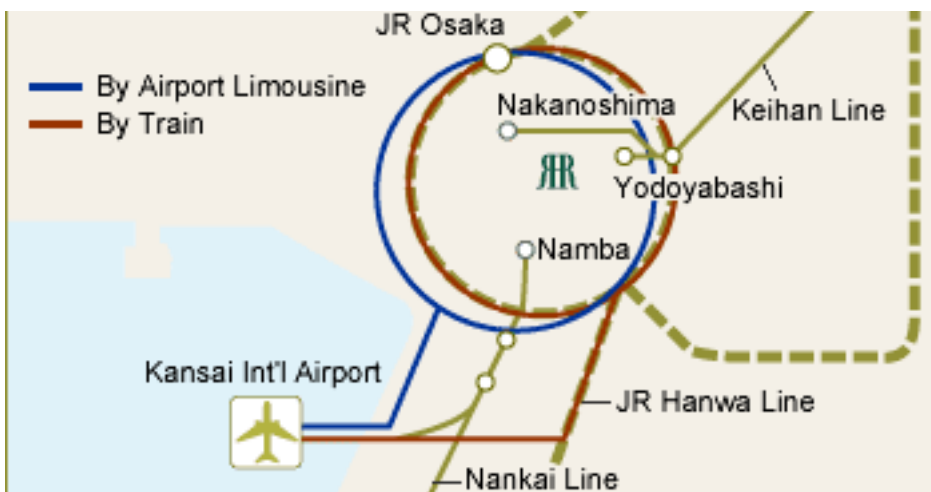 JR Osaka
By Airport Limousine
By Train
Nakanoshima
Keihan Line
Yodoyabashi
Namba
Kansai Int'l Airport
JR Hanwa Line
Nankai Line